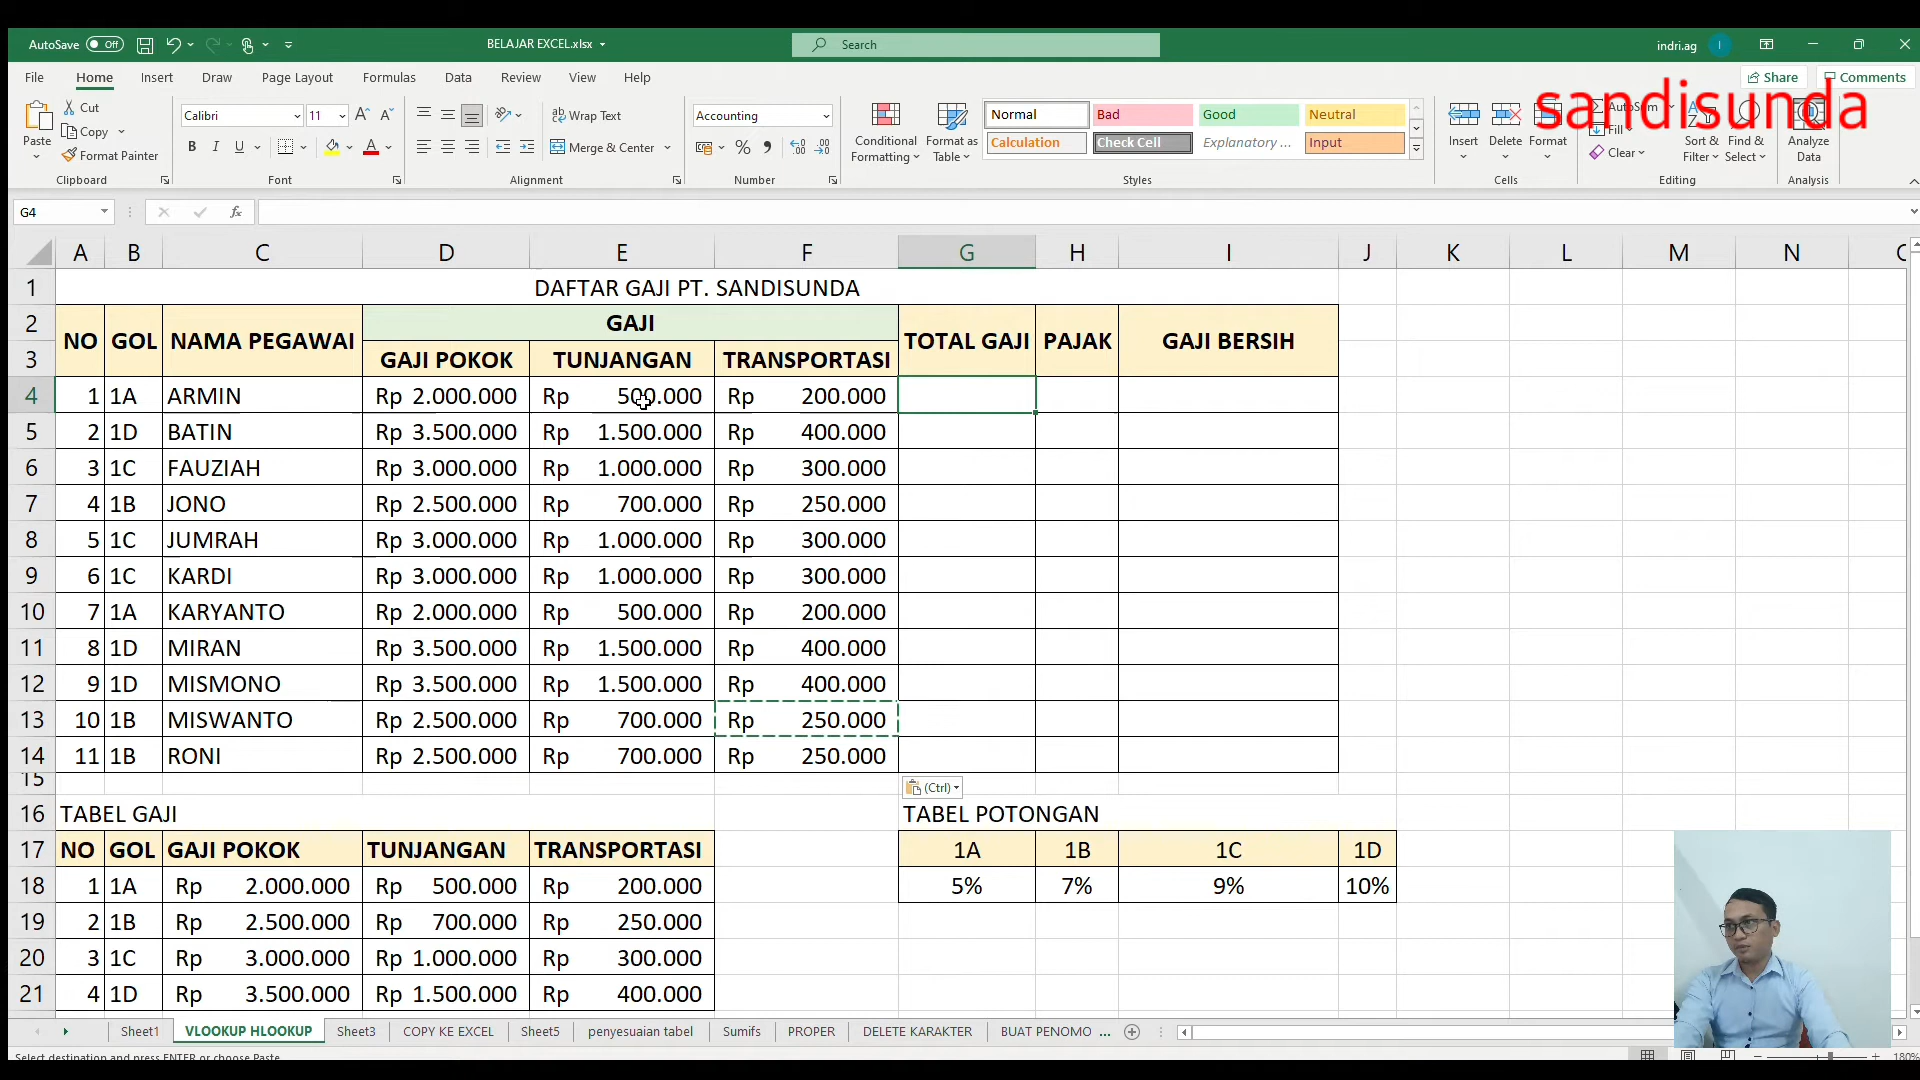 AutoSave Off
BELAJAR EXCEL.xlsx
Search
indri.ag
I
File Home Insert Draw Page Layout Formulas Data Review View Help
Share
Comments
sandisunda
Paste
Cut
Copy
Format Painter
Clipboard
Calibri
11
B I U
Font
Wrap Text
Merge & Center
Alignment
Accounting
Number
Conditional Formatting
Format as Table
Normal Bad Good Neutral
Calculation Check Cell Explanatory ... Input
Styles
Insert Delete Format
Cells
AutoSum
Fill
Clear
Sort & Filter
Find & Select
Editing
Analyze Data
Analysis
G4
fx
A B C D E F G H I J K L M N
1 DAFTAR GAJI PT. SANDISUNDA
2 NO GOL NAMA PEGAWAI GAJI TOTAL GAJI PAJAK GAJI BERSIH
3 GAJI POKOK TUNJANGAN TRANSPORTASI
4 1 1A ARMIN Rp 2.000.000 Rp 500.000 Rp 200.000
5 2 1D BATIN Rp 3.500.000 Rp 1.500.000 Rp 400.000
6 3 1C FAUZIAH Rp 3.000.000 Rp 1.000.000 Rp 300.000
7 4 1B JONO Rp 2.500.000 Rp 700.000 Rp 250.000
8 5 1C JUMRAH Rp 3.000.000 Rp 1.000.000 Rp 300.000
9 6 1C KARDI Rp 3.000.000 Rp 1.000.000 Rp 300.000
10 7 1A KARYANTO Rp 2.000.000 Rp 500.000 Rp 200.000
11 8 1D MIRAN Rp 3.500.000 Rp 1.500.000 Rp 400.000
12 9 1D MISMONO Rp 3.500.000 Rp 1.500.000 Rp 400.000
13 10 1B MISWANTO Rp 2.500.000 Rp 700.000 Rp 250.000
14 11 1B RONI Rp 2.500.000 Rp 700.000 Rp 250.000
15
(Ctrl)
16 TABEL GAJI TABEL POTONGAN
17 NO GOL GAJI POKOK TUNJANGAN TRANSPORTASI 1A 1B 1C 1D
18 1 1A Rp 2.000.000 Rp 500.000 Rp 200.000 5% 7% 9% 10%
19 2 1B Rp 2.500.000 Rp 700.000 Rp 250.000
20 3 1C Rp 3.000.000 Rp 1.000.000 Rp 300.000
21 4 1D Rp 3.500.000 Rp 1.500.000 Rp 400.000
Sheet1 VLOOKUP HLOOKUP Sheet3 COPY KE EXCEL Sheet5 penyesuaian tabel Sumifs PROPER DELETE KARAKTER BUAT PENOMO ...
Select destination and press ENTER or choose Paste
180%